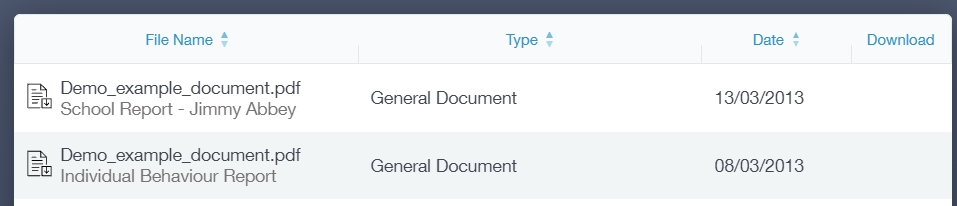 File Name Type Date Download
Demo_example_document.pdf
School Report - Jimmy Abbey
General Document 13/03/2013
Demo_example_document.pdf
Individual Behaviour Report
General Document 08/03/2013